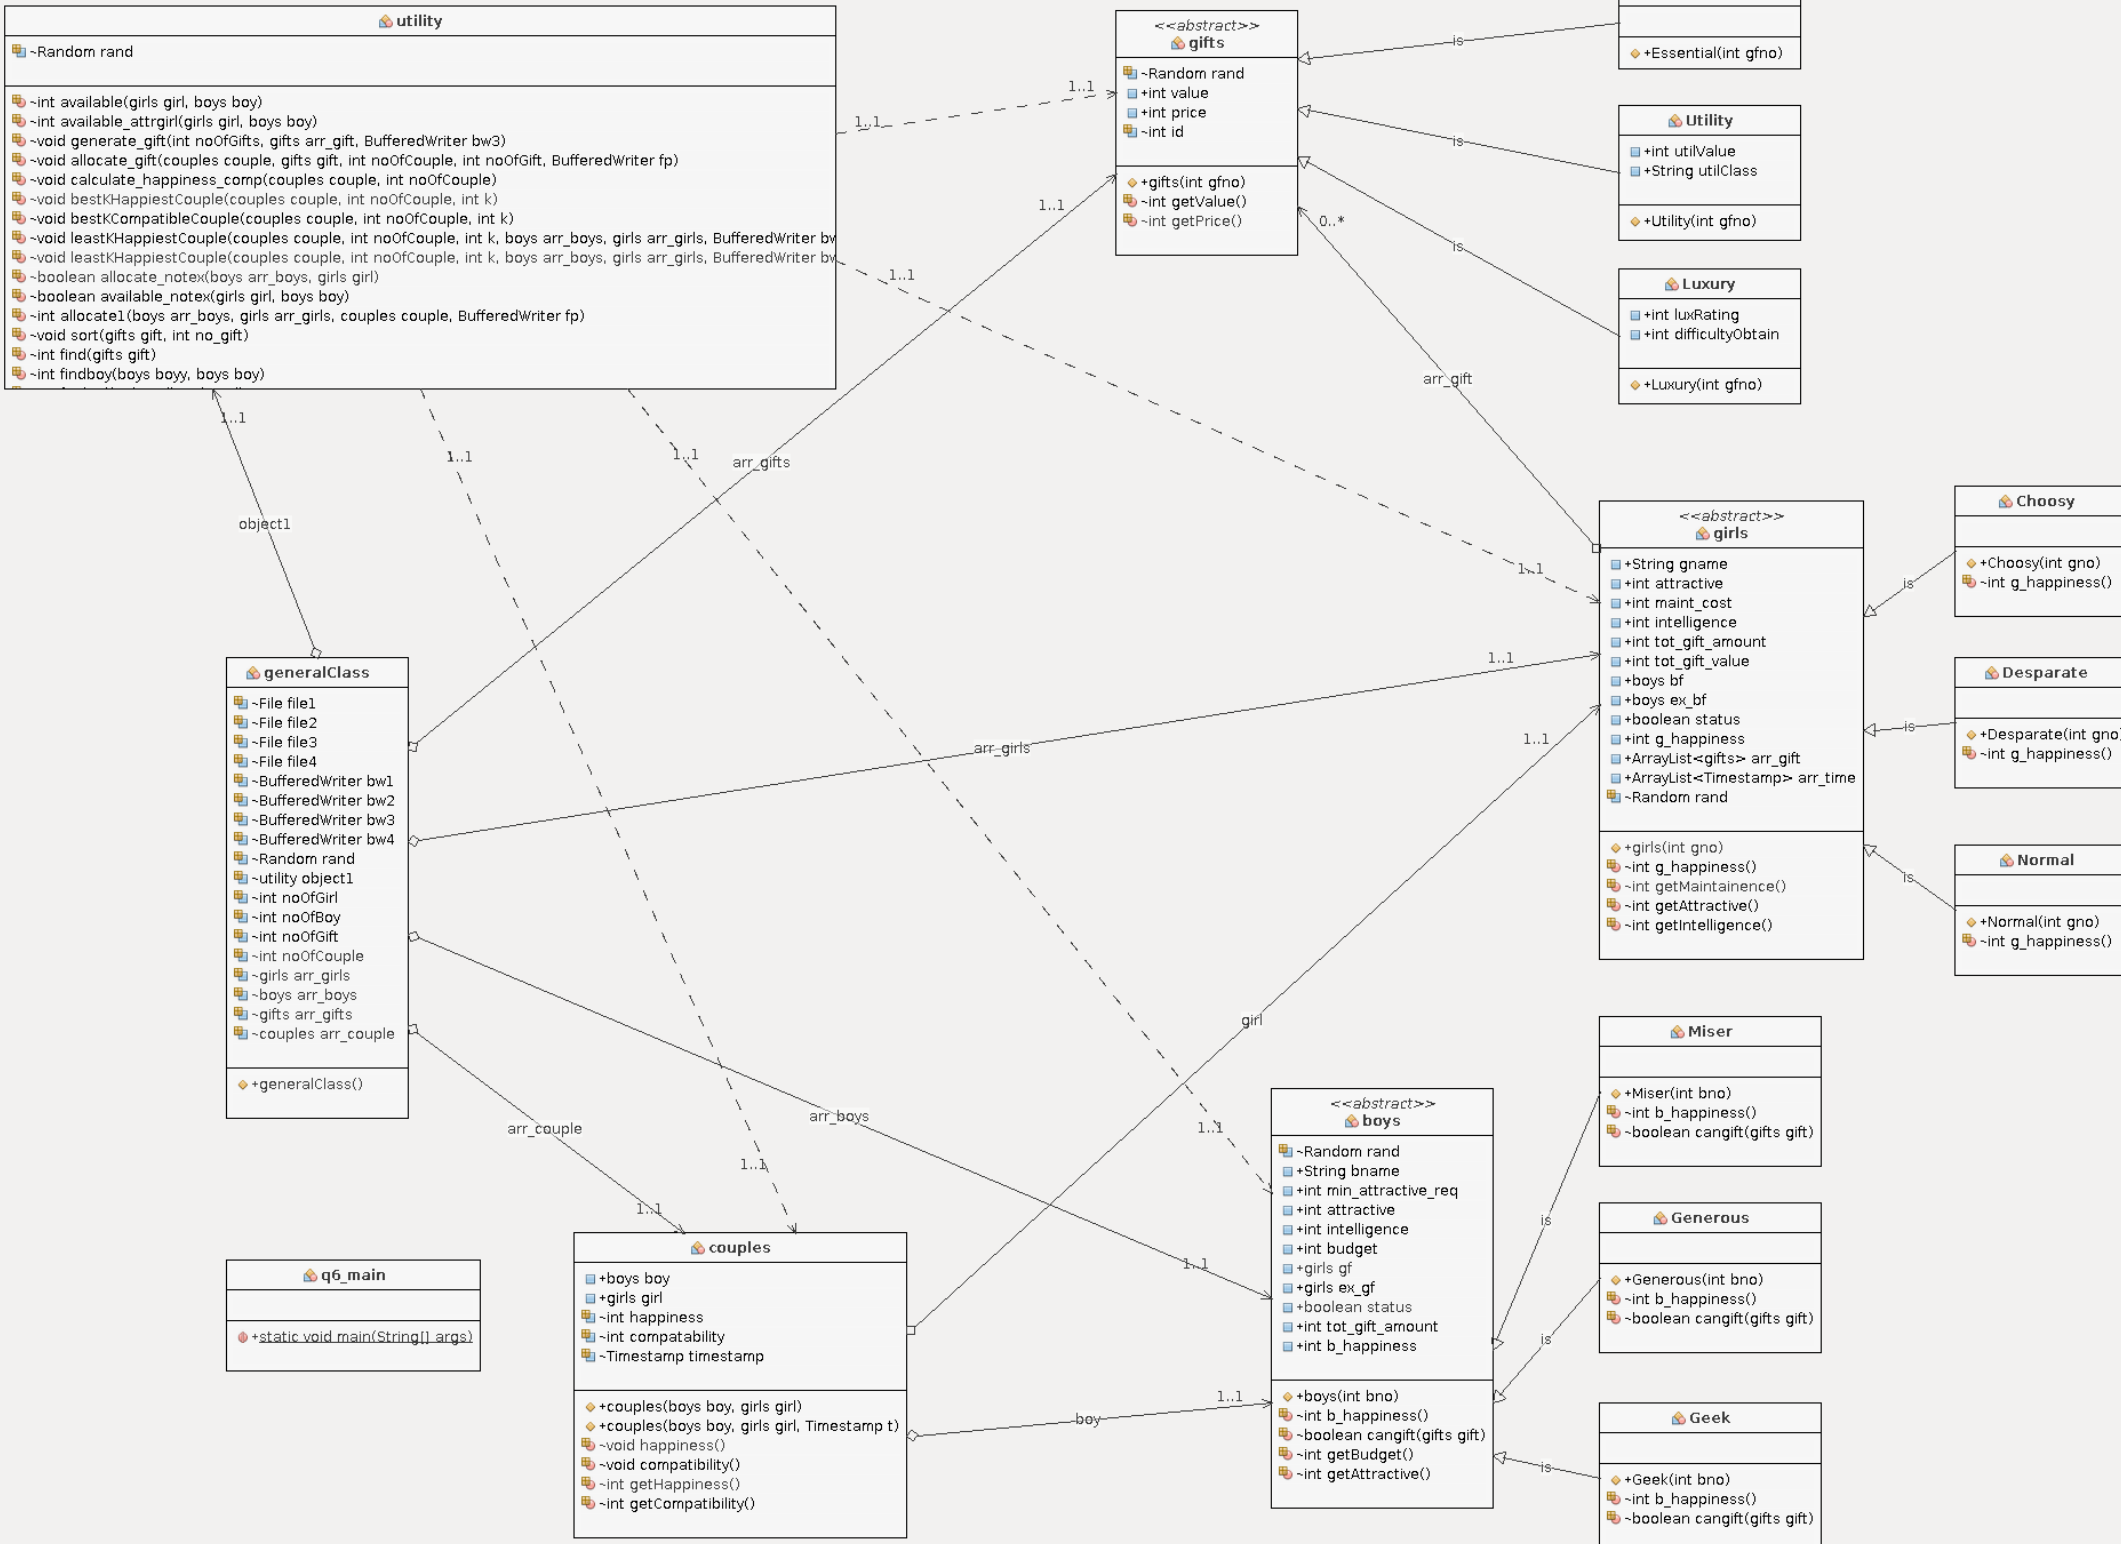 utility
~Random rand
~int available(girls girl, boys boy)
~int available_attrgirl(girls girl, boys boy)
~void generate_gift(int noOfGifts, gifts arr_gift, BufferedWriter bw3)
~void allocate_gift(couples couple, gifts gift, int noOfCouple, int noOfGift, BufferedWriter fp)
~void calculate_happiness_comp(couples couple, int noOfCouple)
~void bestKHappiestCouple(couples couple, int noOfCouple, int k)
~void bestKCompatibleCouple(couples couple, int noOfCouple, int k)
~void leastKHappiestCouple(couples couple, int noOfCouple, int k, boys arr_boys, girls arr_girls, BufferedWriter bw
~void leastKHappiestCouple(couples couple, int noOfCouple, int k, boys arr_boys, girls arr_girls, BufferedWriter bw
~boolean allocate_notex(boys arr_boys, girls girl)
~boolean available_notex(girls girl, boys boy)
~int allocate1(boys arr_boys, girls arr_girls, couples couple, BufferedWriter fp)
~void sort(gifts gift, int no_gift)
~int find(gifts gift)
~int findboy(boys boyy, boys boy)
<<abstract>>
gifts
~Random rand
+int value
+int price
~int id
+gifts(int gfno)
~int getValue()
~int getPrice()
+Essential(int gfno)
Utility
+int utilValue
+String utilClass
+Utility(int gfno)
Luxury
+int luxRating
+int difficultyObtain
+Luxury(int gfno)
is
is
is
1..1
1..1
1..1
0..*
1..1
arr_gift
1..1
1..1
1..1
arr_gifts
object1
1..1
<<abstract>>
girls
+String gname
+int attractive
+int maint_cost
+int intelligence
+int tot_gift_amount
+int tot_gift_value
+boys bf
+boys ex_bf
+boolean status
+int g_happiness
+ArrayList<gifts> arr_gift
+ArrayList<Timestamp> arr_time
~Random rand
+girls(int gno)
~int g_happiness()
~int getMaintainence()
~int getAttractive()
~int getIntelligence()
Choosy
+Choosy(int gno)
~int g_happiness()
is
Desparate
+Desparate(int gno
~int g_happiness()
is
Normal
+Normal(int gno)
~int g_happiness()
is
generalClass
~File file1
~File file2
~File file3
~File file4
~BufferedWriter bw1
~BufferedWriter bw2
~BufferedWriter bw3
~BufferedWriter bw4
~Random rand
~utility object1
~int noOfGirl
~int noOfBoy
~int noOfGift
~int noOfCouple
~girls arr_girls
~boys arr_boys
~gifts arr_gifts
~couples arr_couple
+generalClass()
1..1
1..1
arr_girls
girl
arr_boys
arr_couple
1..1
1..1
1..1
1..1
Miser
+Miser(int bno)
~int b_happiness()
~boolean cangift(gifts gift)
is
<<abstract>>
boys
~Random rand
+String bname
+int min_attractive_req
+int attractive
+int intelligence
+int budget
+girls gf
+girls ex_gf
+boolean status
+int tot_gift_amount
+int b_happiness
+boys(int bno)
~int b_happiness()
~boolean cangift(gifts gift)
~int getBudget()
~int getAttractive()
Generous
+Generous(int bno)
~int b_happiness()
~boolean cangift(gifts gift)
is
Geek
+Geek(int bno)
~int b_happiness()
~boolean cangift(gifts gift)
is
q6_main
+static void main(String[] args)
couples
+boys boy
+girls girl
~int happiness
~int compatability
~Timestamp timestamp
+couples(boys boy, girls girl)
+couples(boys boy, girls girl, Timestamp t)
~void happiness()
~void compatibility()
~int getHappiness()
~int getCompatibility()
1..1
boy